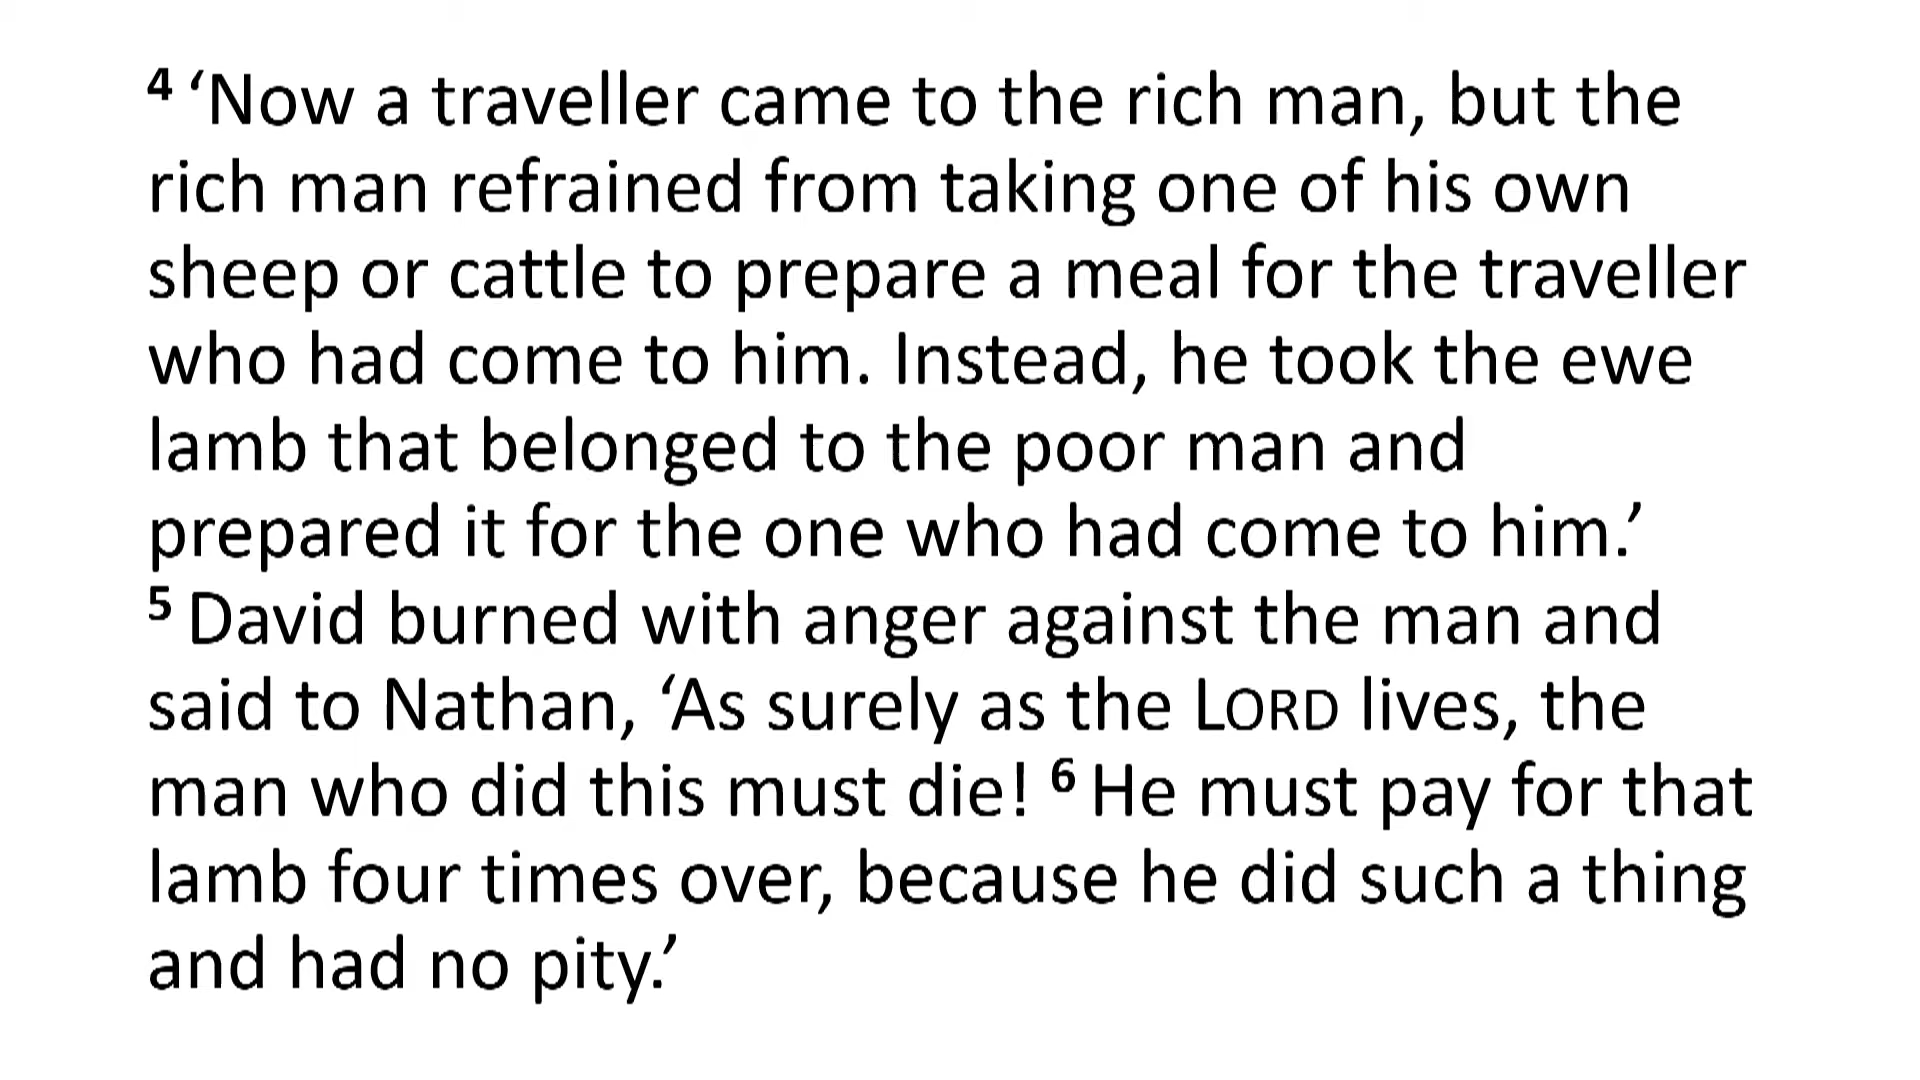 4 ‘Now a traveller came to the rich man, but the
rich man refrained from taking one of his own
sheep or cattle to prepare a meal for the traveller
who had come to him. Instead, he took the ewe
lamb that belonged to the poor man and
prepared it for the one who had come to him.’
5 David burned with anger against the man and
said to Nathan, ‘As surely as the LORD lives, the
man who did this must die! 6 He must pay for that
lamb four times over, because he did such a thing
and had no pity.’